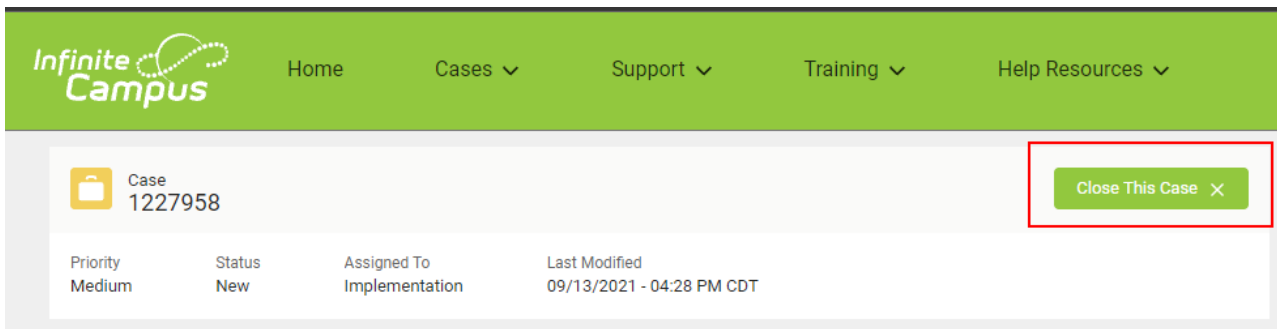 Infinite
Campus
Home Cases Support Training Help Resources
Case
1227958
Close This Case
Priority Status Assigned To Last Modified
Medium New Implementation 09/13/2021 - 04:28 PM CDT